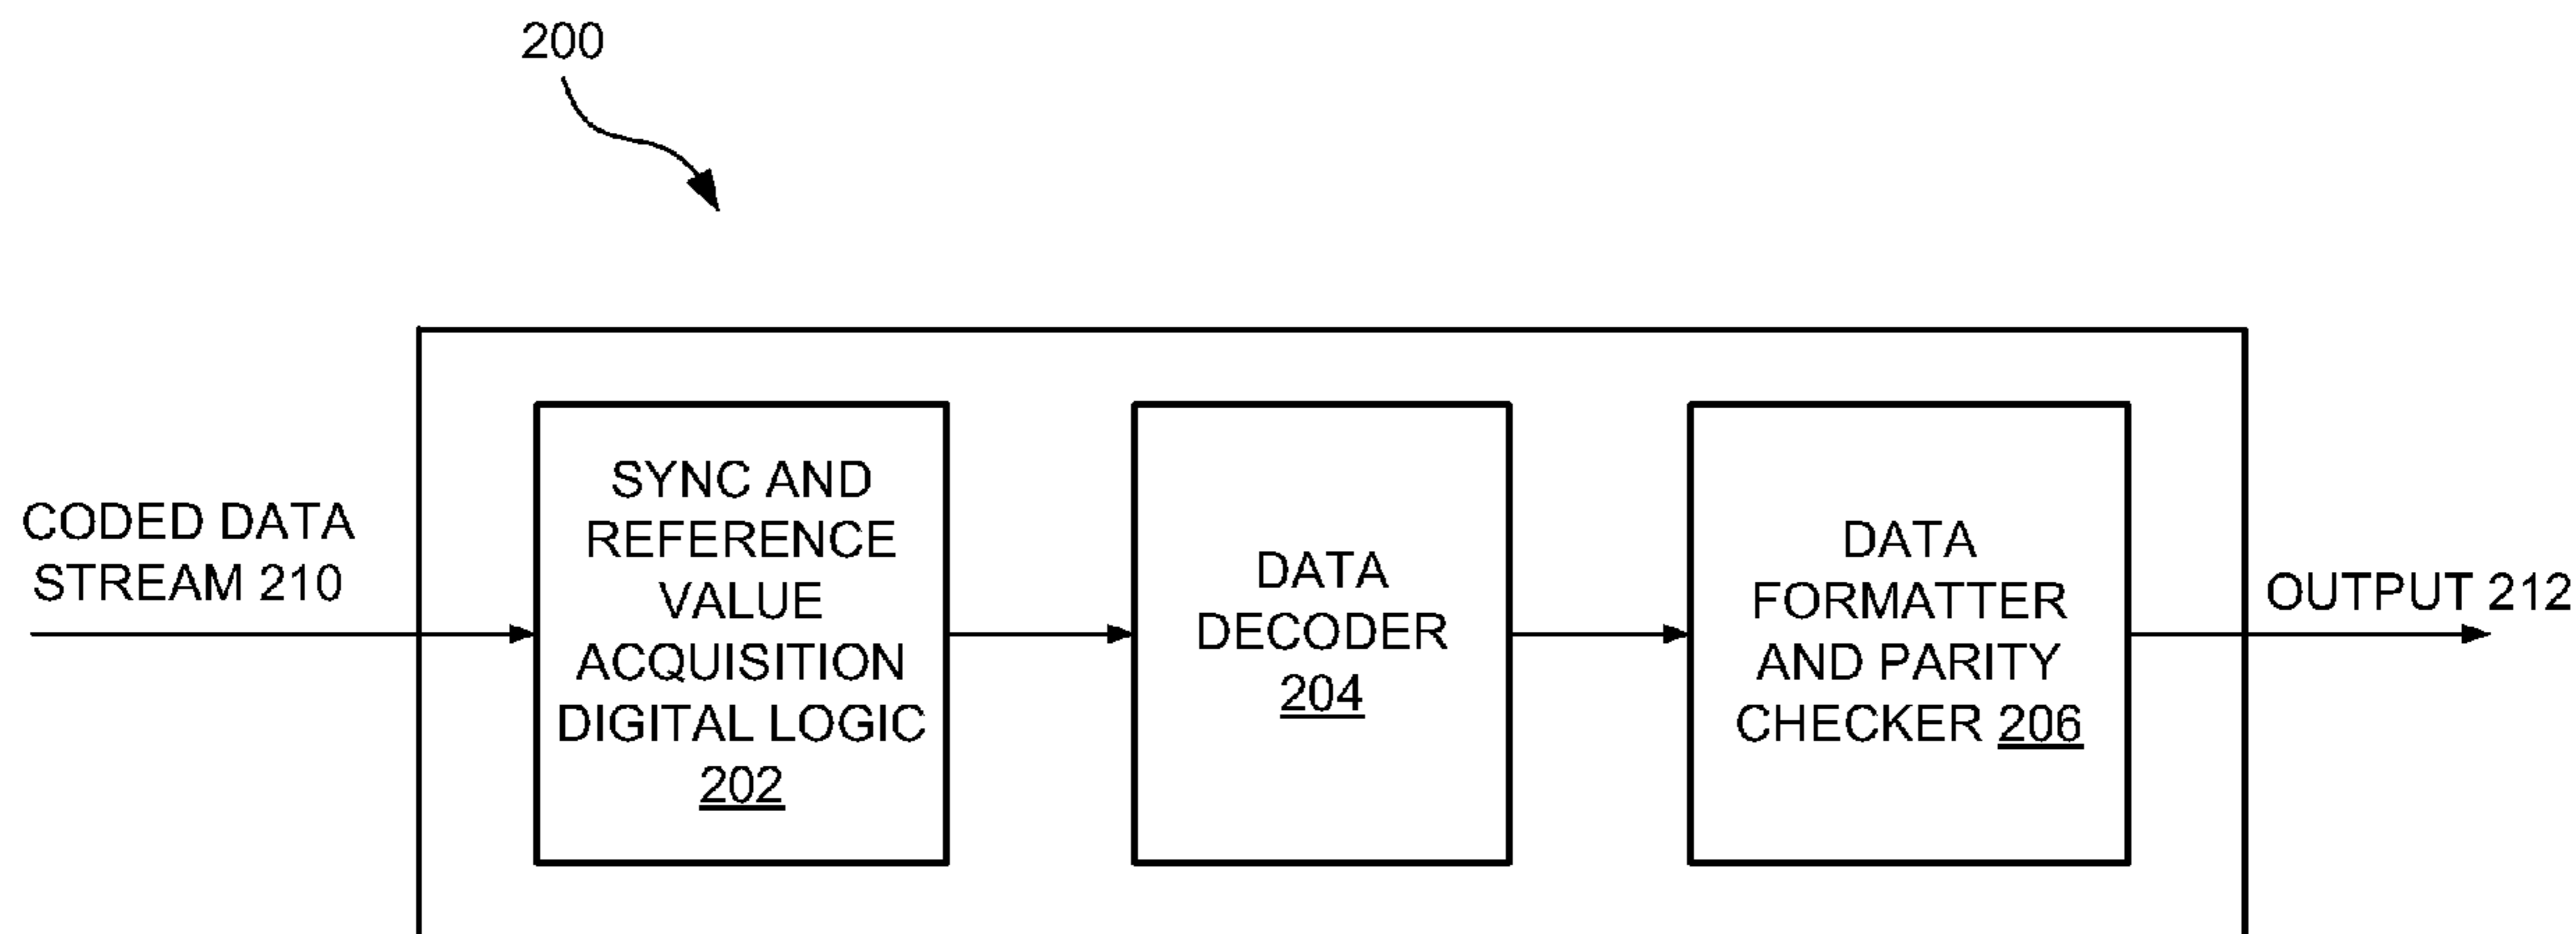 200
CODED DATA
STREAM 210
SYNC AND
REFERENCE
VALUE
ACQUISITION
DIGITAL LOGIC
202
DATA
DECODER
204
DATA
FORMATTER
AND PARITY
CHECKER 206
OUTPUT 212